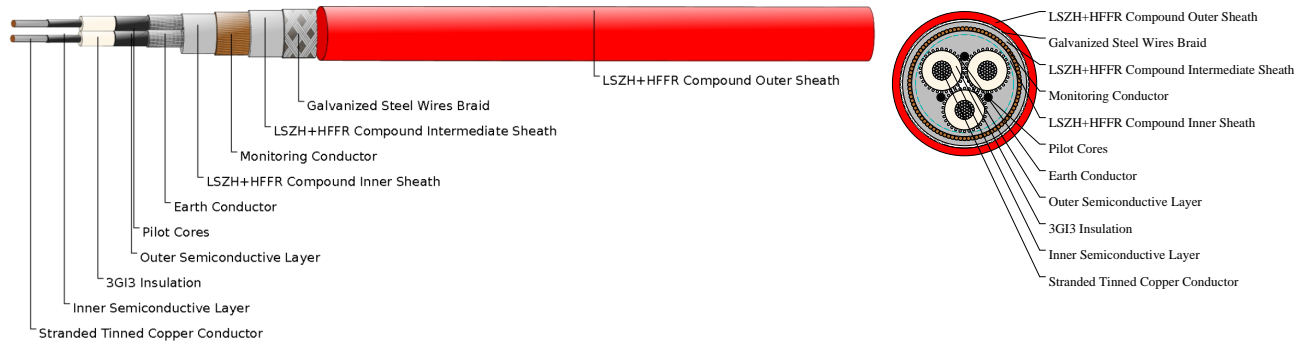 LSZH+HFFR Compound Outer Sheath
Galvanized Steel Wires Braid
LSZH+HFFR Compound Intermediate Sheath
Monitoring Conductor
LSZH+HFFR Compound Inner Sheath
Earth Conductor
Pilot Cores
Outer Semiconductive Layer
3GI3 Insulation
Inner Semiconductive Layer
Stranded Tinned Copper Conductor
LSZH+HFFR Compound Outer Sheath
Galvanized Steel Wires Braid
LSZH+HFFR Compound Intermediate Sheath
Monitoring Conductor
LSZH+HFFR Compound Inner Sheath
Pilot Cores
Earth Conductor
Outer Semiconductive Layer
3GI3 Insulation
Inner Semiconductive Layer
Stranded Tinned Copper Conductor